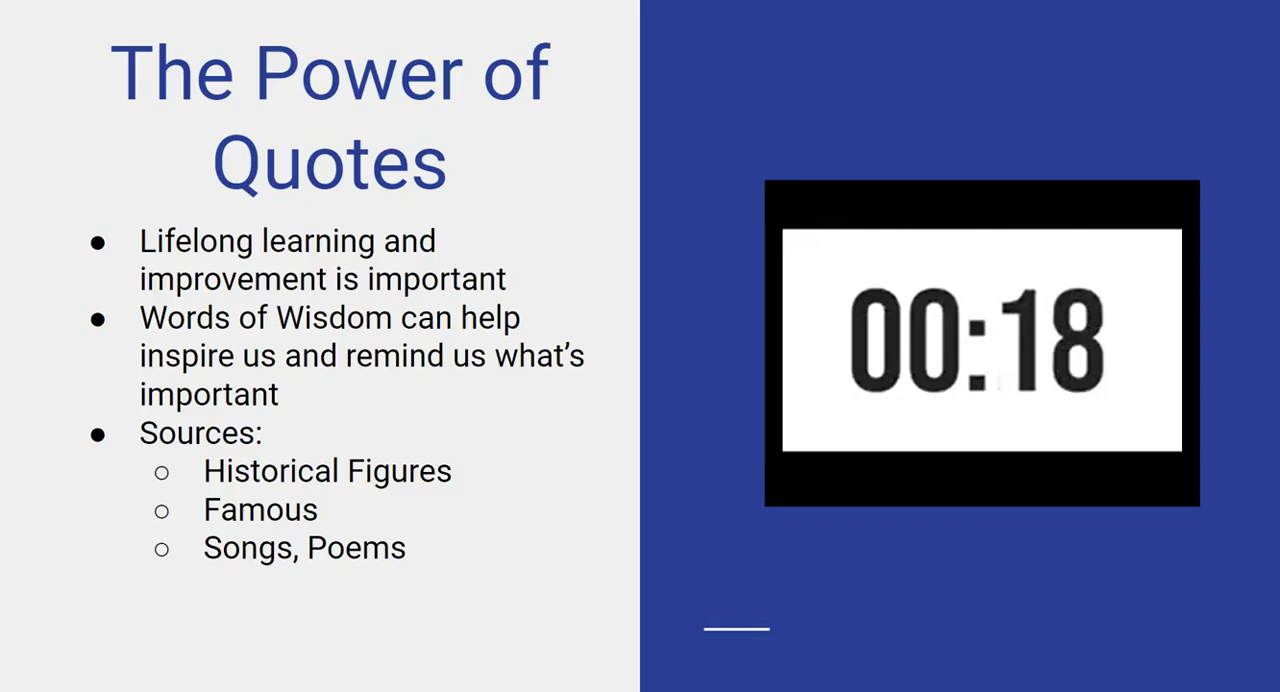 The Power of
Quotes
● Lifelong learning and
improvement is important
● Words of Wisdom can help
inspire us and remind us what’s
important
● Sources:
○ Historical Figures
○ Famous
○ Songs, Poems
00:18